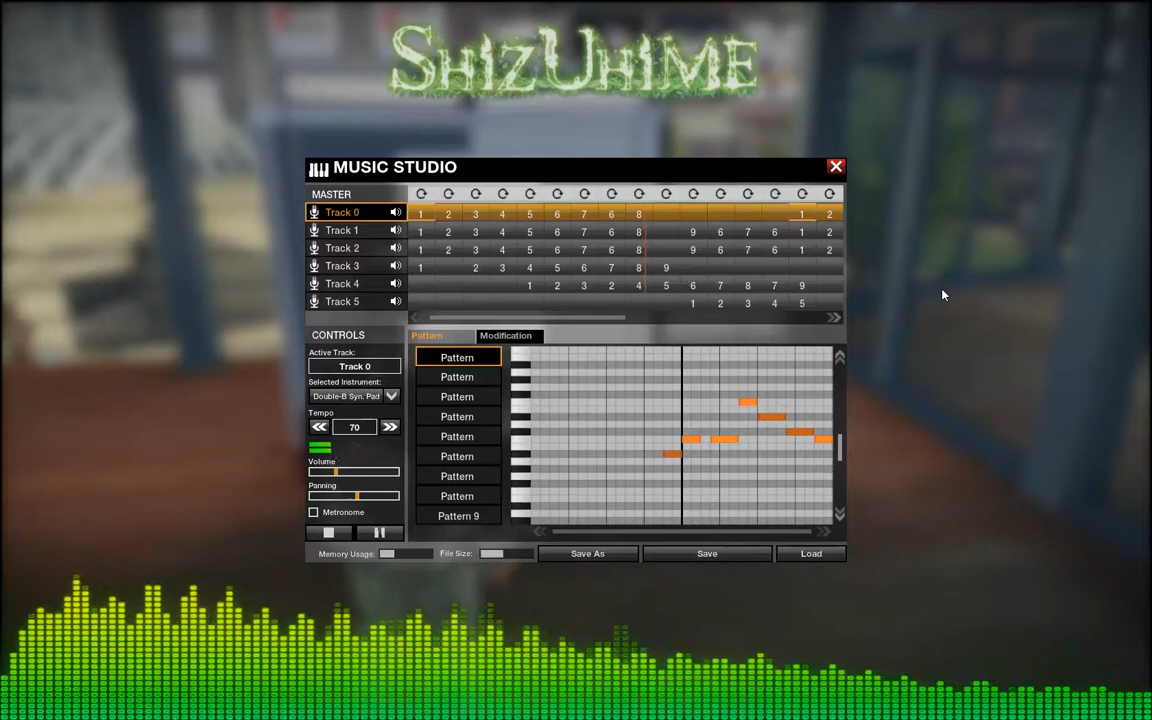 ShizUhime
MUSIC STUDIO
MASTER
Track 0 1 2 3 4 5 6 7 6 8 1 2
Track 1 1 2 3 4 5 6 7 6 8 9 6 7 6 1 2
Track 2 1 2 3 4 5 6 7 6 8 9 6 7 6 1 2
Track 3 1 2 3 4 5 6 7 8 9
Track 4 1 2 3 2 4 5 6 7 8 7 9
Track 5 1 2 3 4 5
CONTROLS
Pattern Modification
Active Track:
Track 0
Selected Instrument:
Double-B Syn. Pad
Tempo
70
Volume
Panning
Metronome
Pattern
Pattern
Pattern
Pattern
Pattern
Pattern
Pattern
Pattern
Pattern 9
Memory Usage: File Size: Save As Save Load